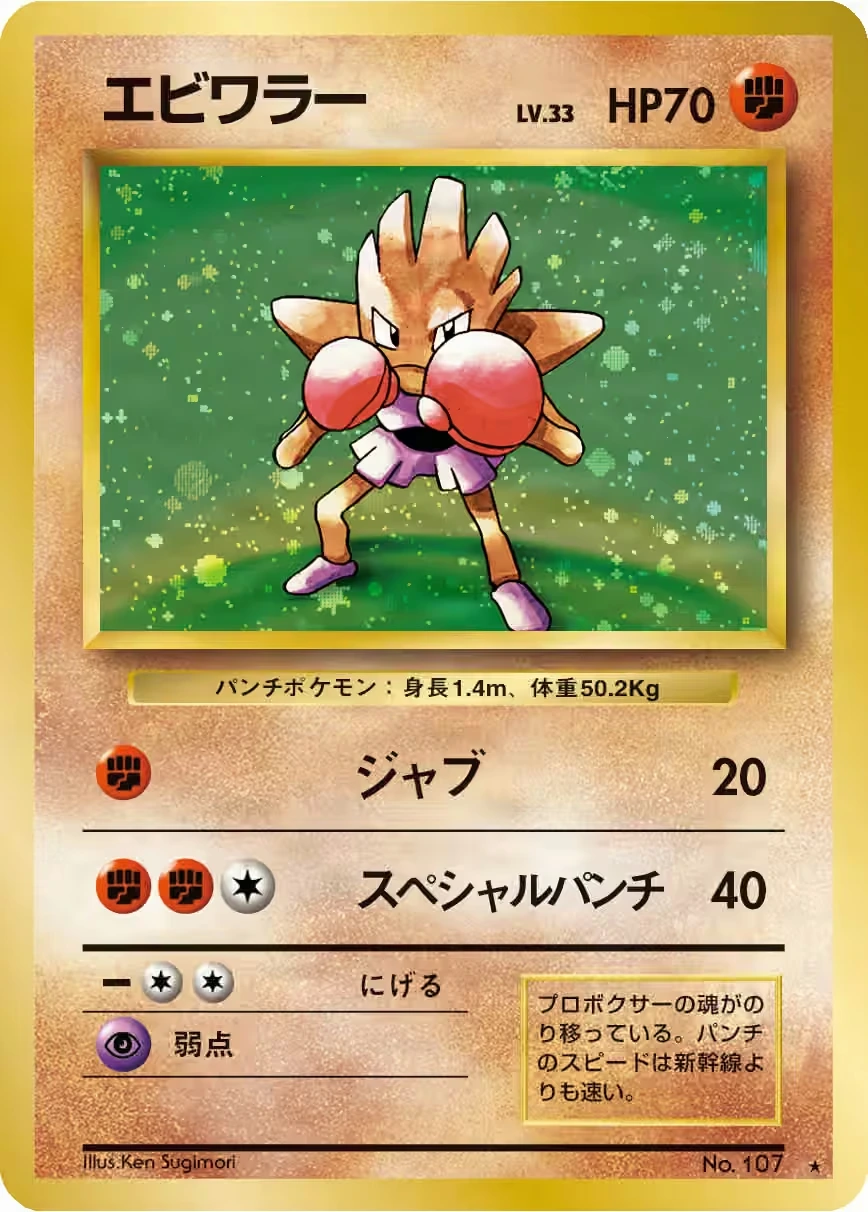 エビワラー LV.33 HP70
パンチポケモン：身長1.4m、体重50.2Kg
ジャブ 20
スペシャルパンチ 40
にげる
弱点
プロボクサーの魂がの
り移っている。パンチ
のスピードは新幹線よ
りも速い。
Illus.Ken Sugimori No. 107 ★